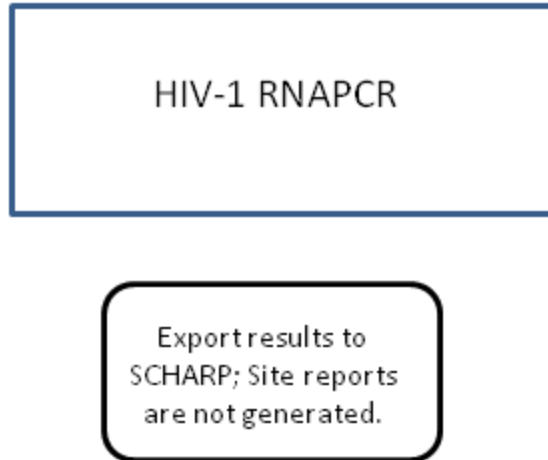 HIV-1 RNAPCR
Export results to
SCHARP; Site reports
are not generated.